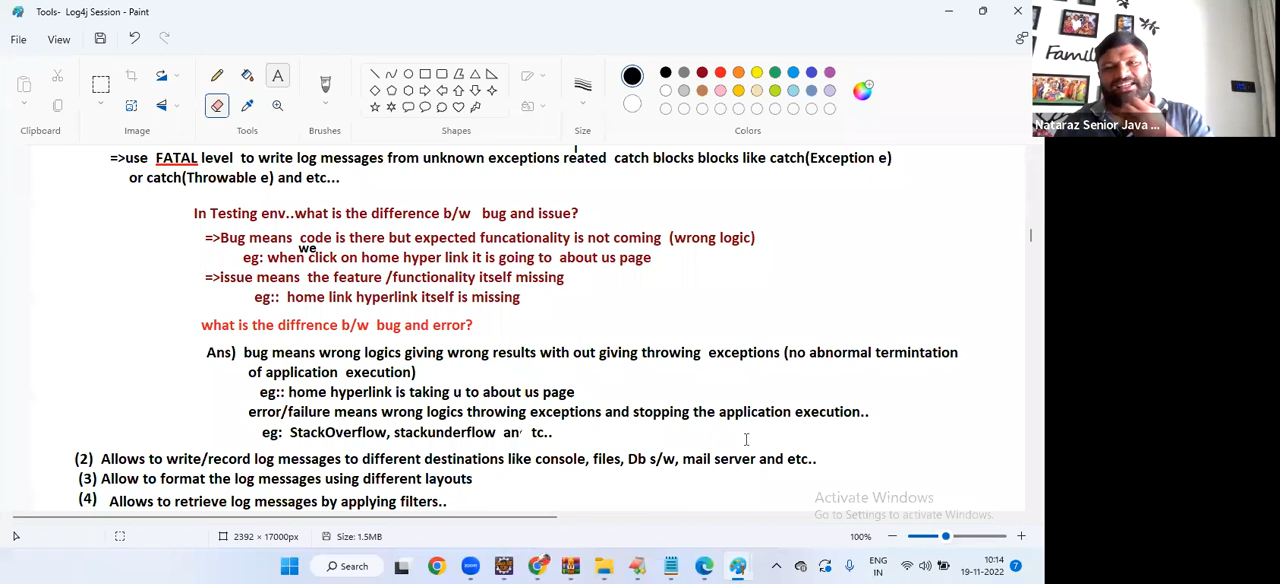 Tools- Log4j Session - Paint
File View
Clipboard Image Tools Brushes Shapes Size Colors
Famil
Nataraz Senior Java ...
=>use FATAL level to write log messages from unknown exceptions reated catch blocks blocks like catch(Exception e)
or catch(Throwable e) and etc...
In Testing env..what is the difference b/w bug and issue?
=>Bug means code is there but expected funcationality is not coming (wrong logic)
we
eg: when click on home hyper link it is going to about us page
=>issue means the feature /functionality itself missing
eg:: home link hyperlink itself is missing
what is the diffrence b/w bug and error?
Ans) bug means wrong logics giving wrong results with out giving throwing exceptions (no abnormal termintation
of application execution)
eg:: home hyperlink is taking u to about us page
error/failure means wrong logics throwing exceptions and stopping the application execution..
eg: StackOverflow, stackunderflow an tc..
(2) Allows to write/record log messages to different destinations like console, files, Db s/w, mail server and etc..
(3) Allow to format the log messages using different layouts
(4) Allows to retrieve log messages by applying filters..
Activate Windows
Go to Settings to activate Windows.
2392 × 17000px Size: 1.5MB 100%
Search
ENG
IN
10:14
19-11-2022